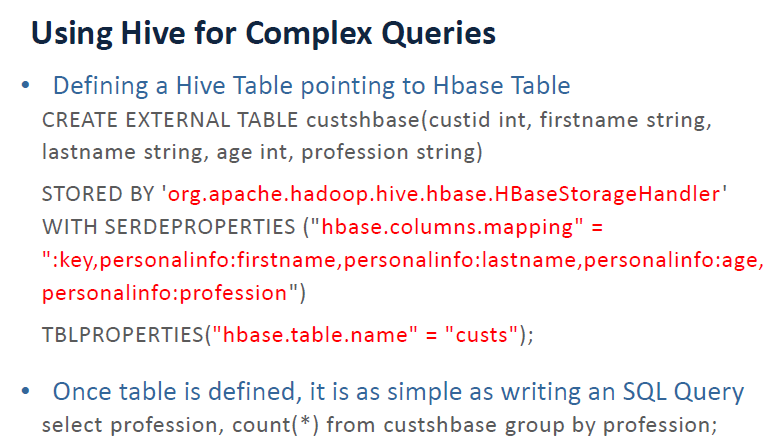 Using Hive for Complex Queries
• Defining a Hive Table pointing to Hbase Table
CREATE EXTERNAL TABLE custshbase(custid int, firstname string,
lastname string, age int, profession string)
STORED BY 'org.apache.hadoop.hive.hbase.HBaseStorageHandler'
WITH SERDEPROPERTIES ("hbase.columns.mapping" =
":key,personalinfo:firstname,personalinfo:lastname,personalinfo:age,
personalinfo:profession")
TBLPROPERTIES("hbase.table.name" = "custs");
• Once table is defined, it is as simple as writing an SQL Query
select profession, count(*) from custshbase group by profession;